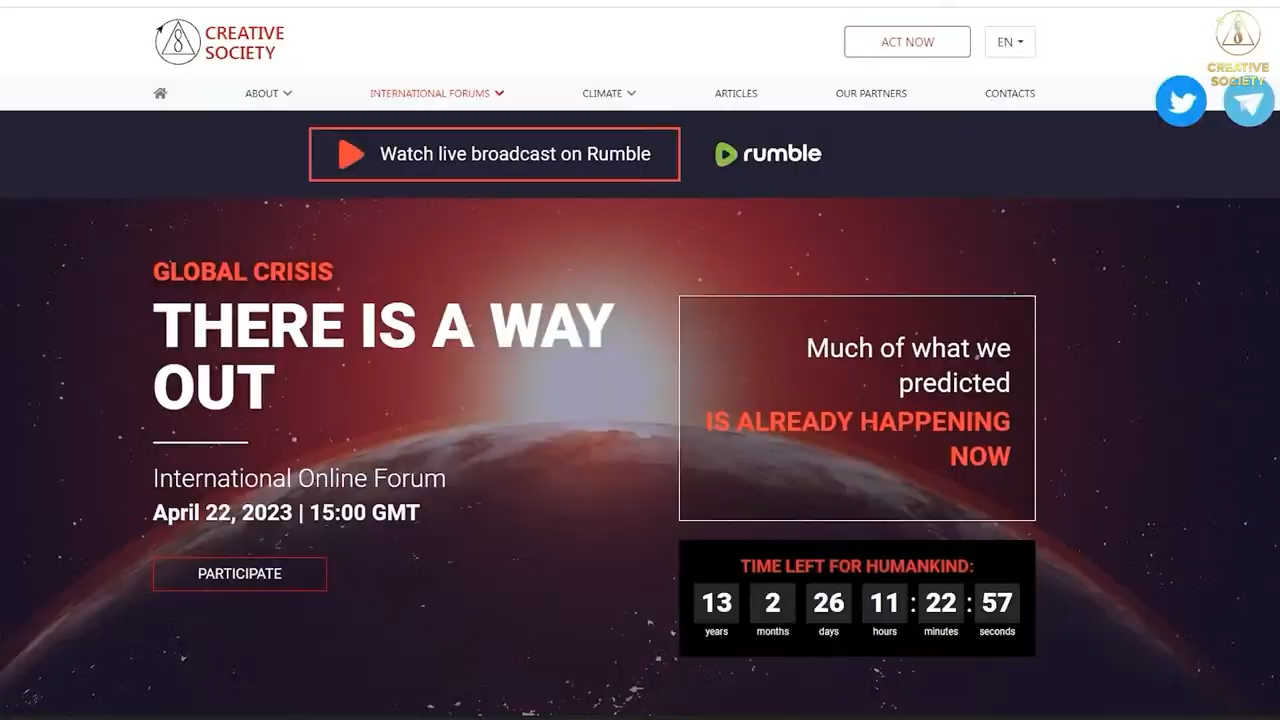 CREATIVE
SOCIETY
ACT NOW
EN
CREATIVE
SOCIETY
ABOUT
INTERNATIONAL FORUMS
CLIMATE
ARTICLES
OUR PARTNERS
CONTACTS
Watch live broadcast on Rumble
rumble
GLOBAL CRISIS
THERE IS A WAY
OUT
International Online Forum
April 22, 2023 | 15:00 GMT
PARTICIPATE
Much of what we
predicted
IS ALREADY HAPPENING
NOW
TIME LEFT FOR HUMANKIND:
13 2 26 11 : 22 : 57
years months days hours minutes seconds